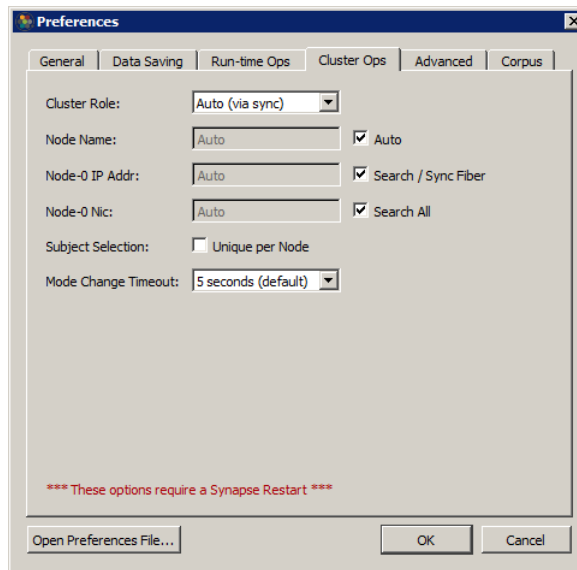 Preferences
General Data Saving Run-time Ops Cluster Ops Advanced Corpus
Cluster Role: Auto (via sync)
Node Name: Auto Auto
Node-0 IP Addr: Auto Search / Sync Fiber
Node-0 Nic: Auto Search All
Subject Selection: Unique per Node
Mode Change Timeout: 5 seconds (default)
*** These options require a Synapse Restart ***
Open Preferences File... OK Cancel